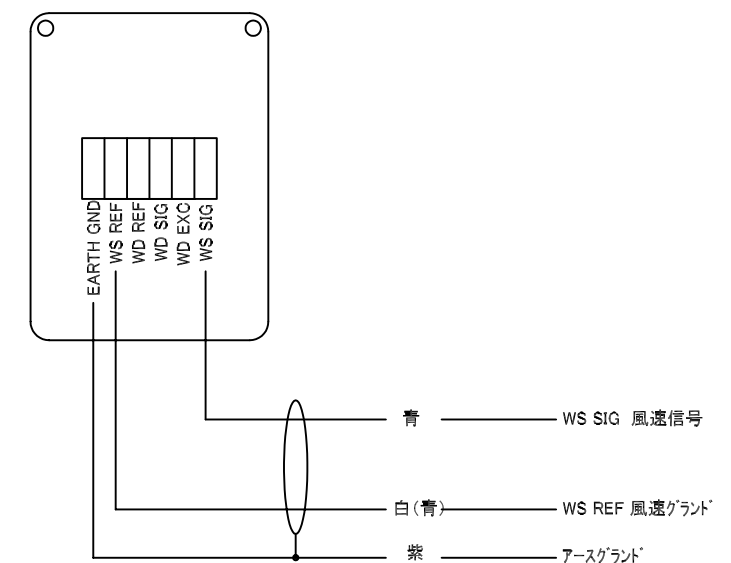 EARTH GND
WS REF
WD REF
WD SIG
WD EXC
WS SIG
青 WS SIG 風速信号
白(青) WS REF 風速ｸﾞﾗﾝﾄﾞ
紫 ｱｰｽｸﾞﾗﾝﾄﾞ